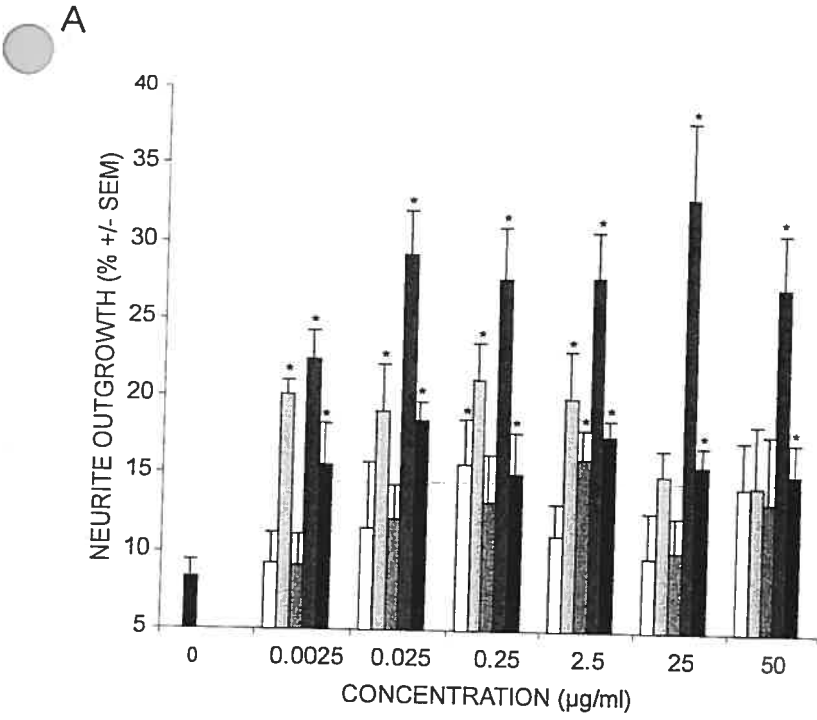 A
40
35
30
25
20
15
10
5
NEURITE OUTGROWTH (% +/- SEM)
* * * * * * * * * * * * * * * * * *
0 0.0025 0.025 0.25 2.5 25 50
CONCENTRATION (µg/ml)